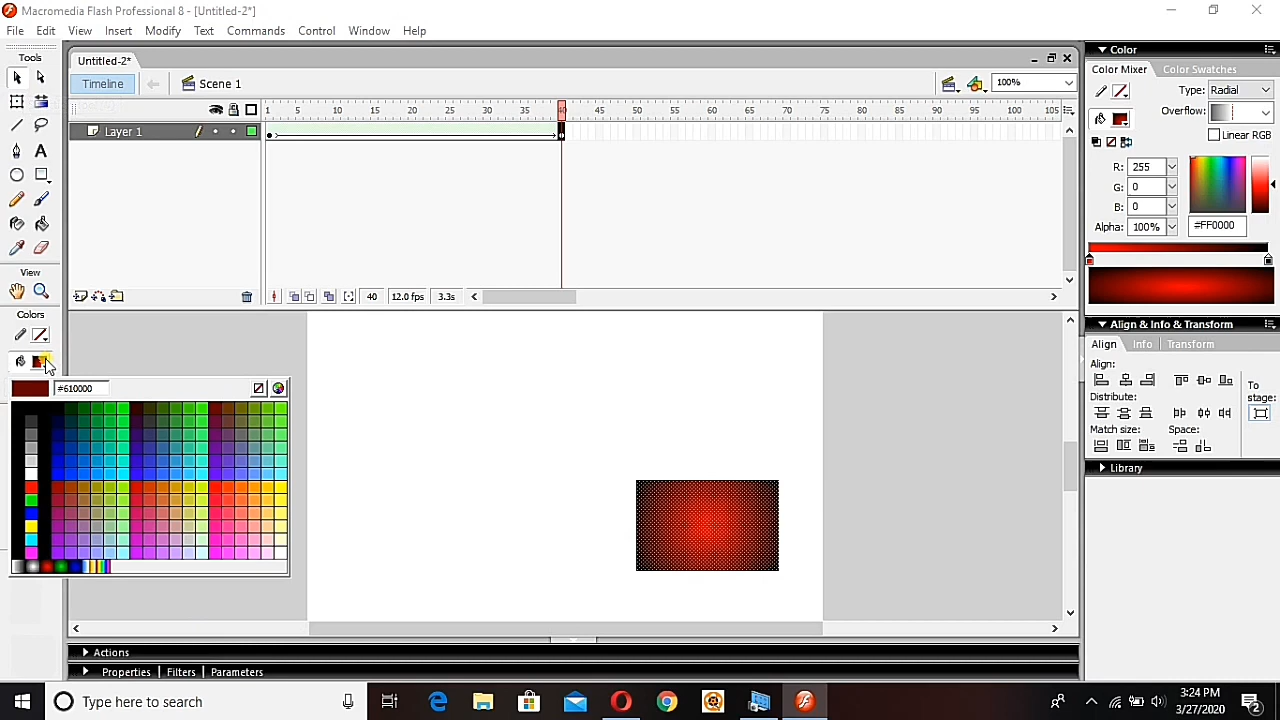 Macromedia Flash Professional 8 - [Untitled-2*]
File Edit View Insert Modify Text Commands Control Window Help
Tools
Untitled-2*
Timeline
Scene 1
100%
1 5 10 15 20 25 30 35 40 45 50 55 60 65 70 75 80 85 90 95 100 105
Layer 1
40 12.0 fps 3.3s
View
Colors
#610000
Color
Color Mixer Color Swatches
Type: Radial
Overflow:
Linear RGB
R: 255
G: 0
B: 0
Alpha: 100% #FF0000
Align & Info & Transform
Align Info Transform
Align:
To stage:
Distribute:
Match size: Space:
Library
Actions
Properties Filters Parameters
Type here to search
3:24 PM
3/27/2020
2